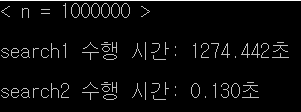 < n = 1000000 >
search1 수행 시간: 1274.442초
search2 수행 시간: 0.130초